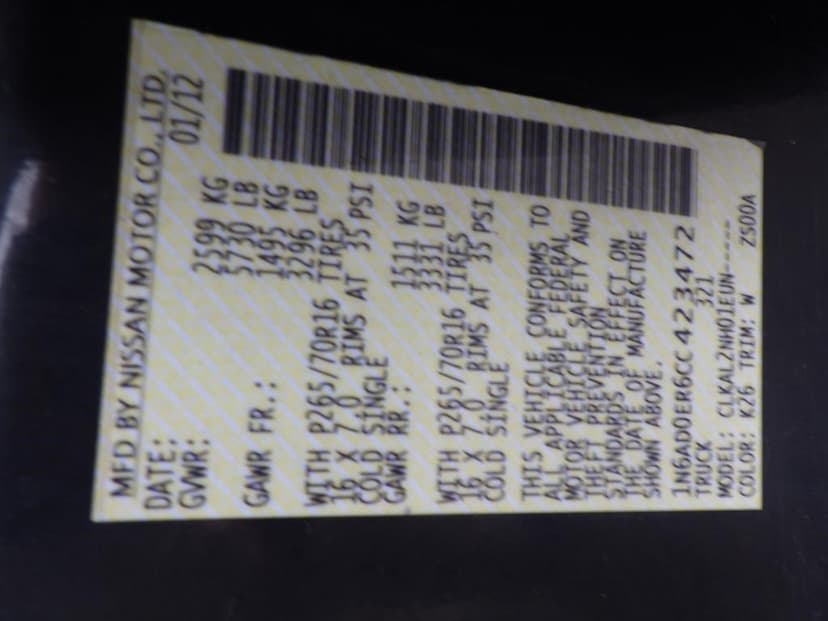 MFD BY NISSAN MOTOR CO., LTD.
DATE: 01/12
GVWR: 2599 KG
5730 LB
GAWR FR.: 1495 KG
3296 LB
WITH P265/70R16 TIRES
16 X 7.0 RIMS AT 35 PSI
COLD SINGLE
GAWR RR.: 1511 KG
3331 LB
WITH P265/70R16 TIRES
16 X 7.0 RIMS AT 35 PSI
COLD SINGLE
THIS VEHICLE CONFORMS TO
ALL APPLICABLE FEDERAL
MOTOR VEHICLE SAFETY AND
THEFT PREVENTION
STANDARDS IN EFFECT ON
THE DATE OF MANUFACTURE
SHOWN ABOVE.
1N6AD0ER6CC423472
TRUCK 321
MODEL: CLKAL2NH01EUN-----
COLOR: K26 TRIM: W ZS00A